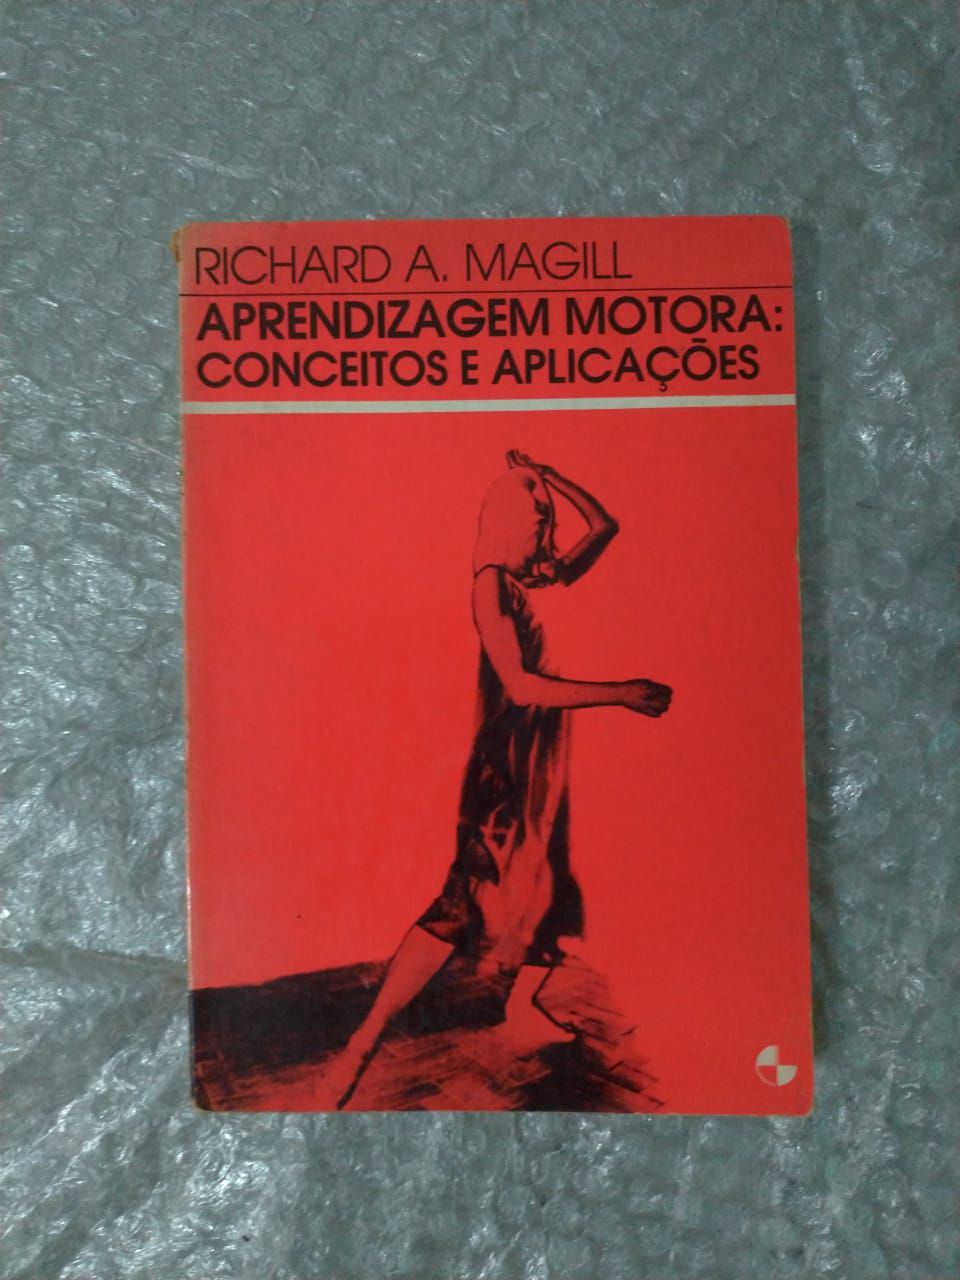 RICHARD A. MAGILL
APRENDIZAGEM MOTORA:
CONCEITOS E APLICAÇÕES